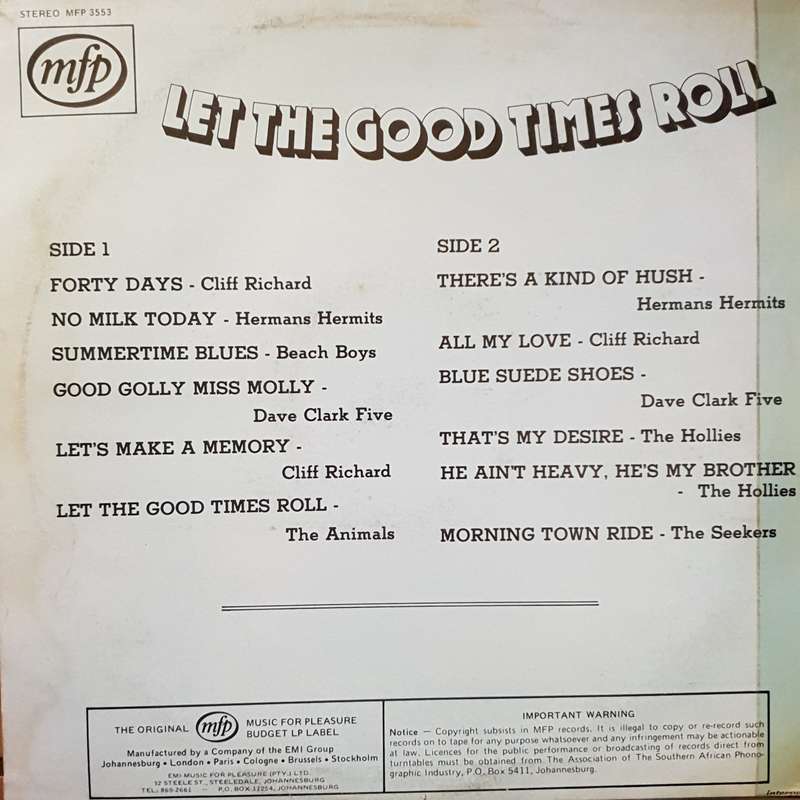 STEREO MFP 3553
mfp
LET THE GOOD TIMES ROLL
SIDE 1
FORTY DAYS - Cliff Richard
NO MILK TODAY - Hermans Hermits
SUMMERTIME BLUES - Beach Boys
GOOD GOLLY MISS MOLLY -
Dave Clark Five
LET'S MAKE A MEMORY -
Cliff Richard
LET THE GOOD TIMES ROLL -
The Animals
SIDE 2
THERE'S A KIND OF HUSH -
Hermans Hermits
ALL MY LOVE - Cliff Richard
BLUE SUEDE SHOES -
Dave Clark Five
THAT'S MY DESIRE - The Hollies
HE AIN'T HEAVY, HE'S MY BROTHER
- The Hollies
MORNING TOWN RIDE - The Seekers
THE ORIGINAL mfp MUSIC FOR PLEASURE
BUDGET LP LABEL
Manufactured by a Company of the EMI Group
Johannesburg • London • Paris • Cologne • Brussels • Stockholm
EMI MUSIC FOR PLEASURE (PTY.) LTD.
32 STEELE ST., STEELEDALE, JOHANNESBURG
TEL.: 869-2661 - P.O. BOX 11254, JOHANNESBURG
IMPORTANT WARNING
Notice — Copyright subsists in MFP records. It is illegal to copy or re-record such
records on to tape for any purpose whatsoever and any infringement may be actionable
at law. Licences for the public performance or broadcasting of records direct from
turntables must be obtained from The Association of The Southern African Phono-
graphic Industry, P.O. Box 5411, Johannesburg.